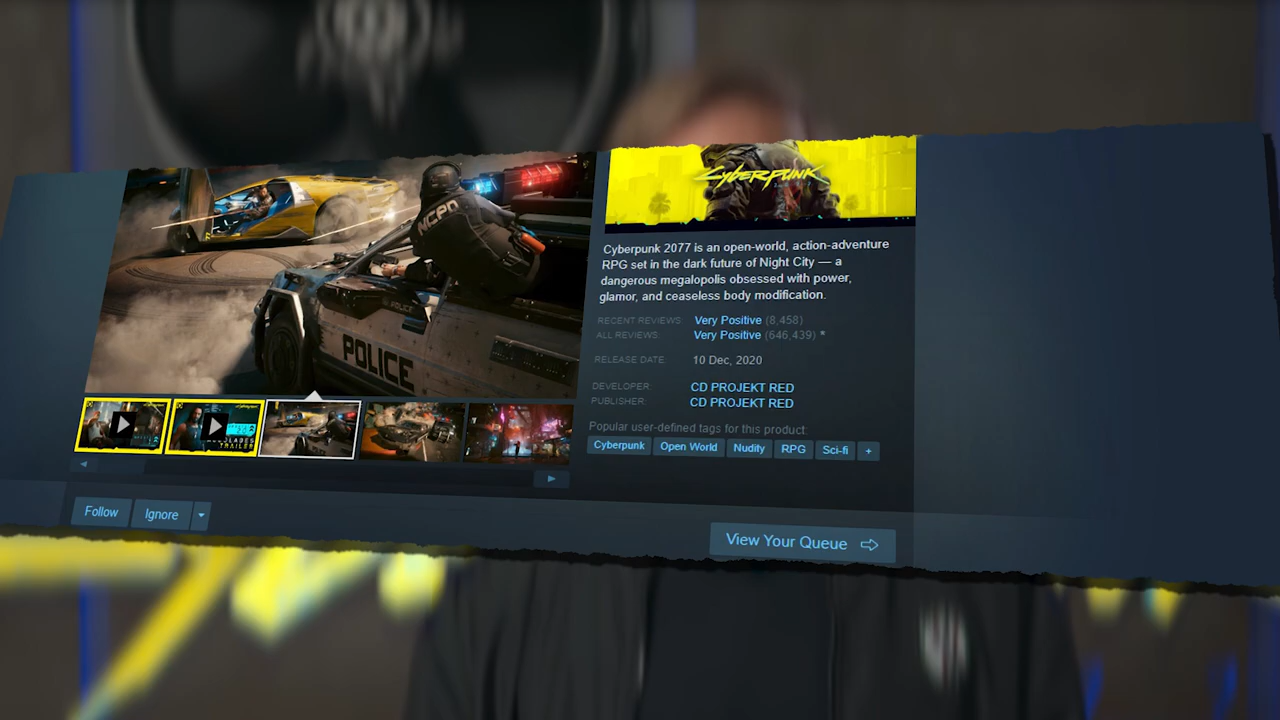 NCPD
POLICE
CYBERPUNK
Cyberpunk 2077 is an open-world, action-adventure
RPG set in the dark future of Night City — a
dangerous megalopolis obsessed with power,
glamor, and ceaseless body modification.
RECENT REVIEWS: Very Positive (8,458)
ALL REVIEWS: Very Positive (646,439) *
RELEASE DATE: 10 Dec, 2020
DEVELOPER: CD PROJEKT RED
PUBLISHER: CD PROJEKT RED
Popular user-defined tags for this product:
Cyberpunk Open World Nudity RPG Sci-fi +
TRAILER
Follow Ignore
View Your Queue